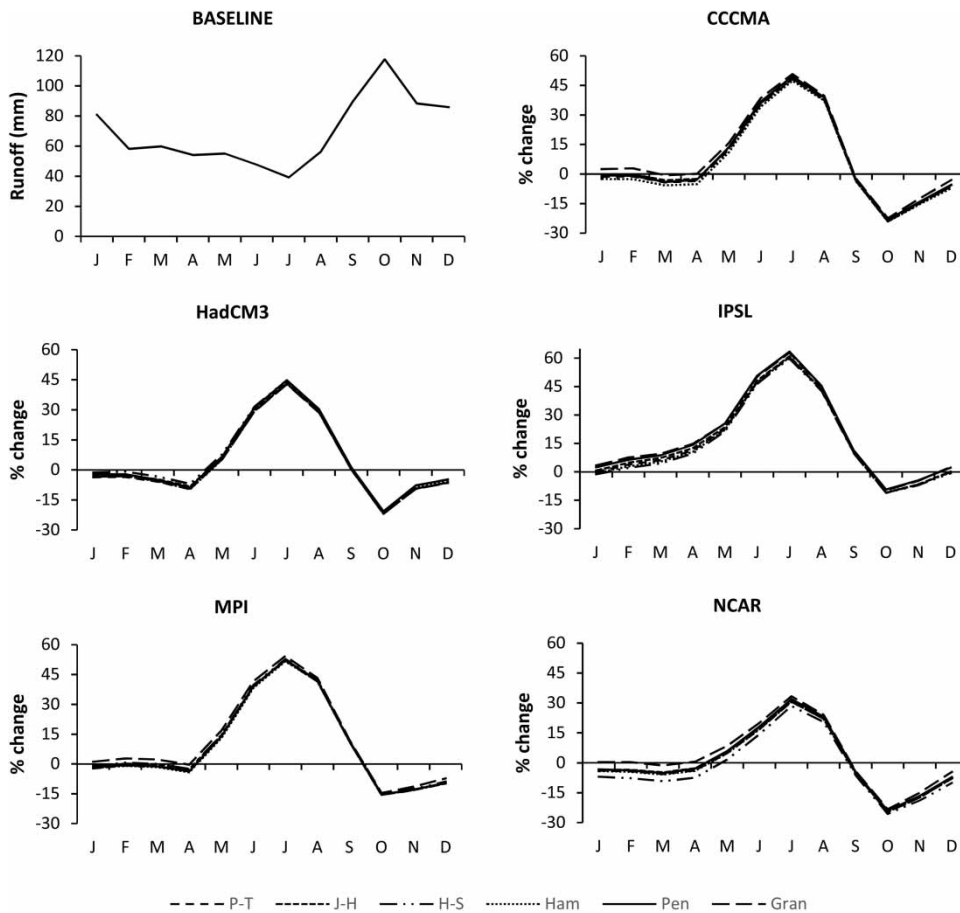 BASELINE
Runoff (mm)
120
100
80
60
40
20
0
J F M A M J J A S O N D
CCCMA
% change
60
45
30
15
0
-15
-30
J F M A M J J A S O N D
HadCM3
% change
60
45
30
15
0
-15
-30
J F M A M J J A S O N D
IPSL
% change
60
45
30
15
0
-15
-30
J F M A M J J A S O N D
MPI
% change
60
45
30
15
0
-15
-30
J F M A M J J A S O N D
NCAR
% change
60
45
30
15
0
-15
-30
J F M A M J J A S O N D
P-T J-H H-S Ham Pen Gran